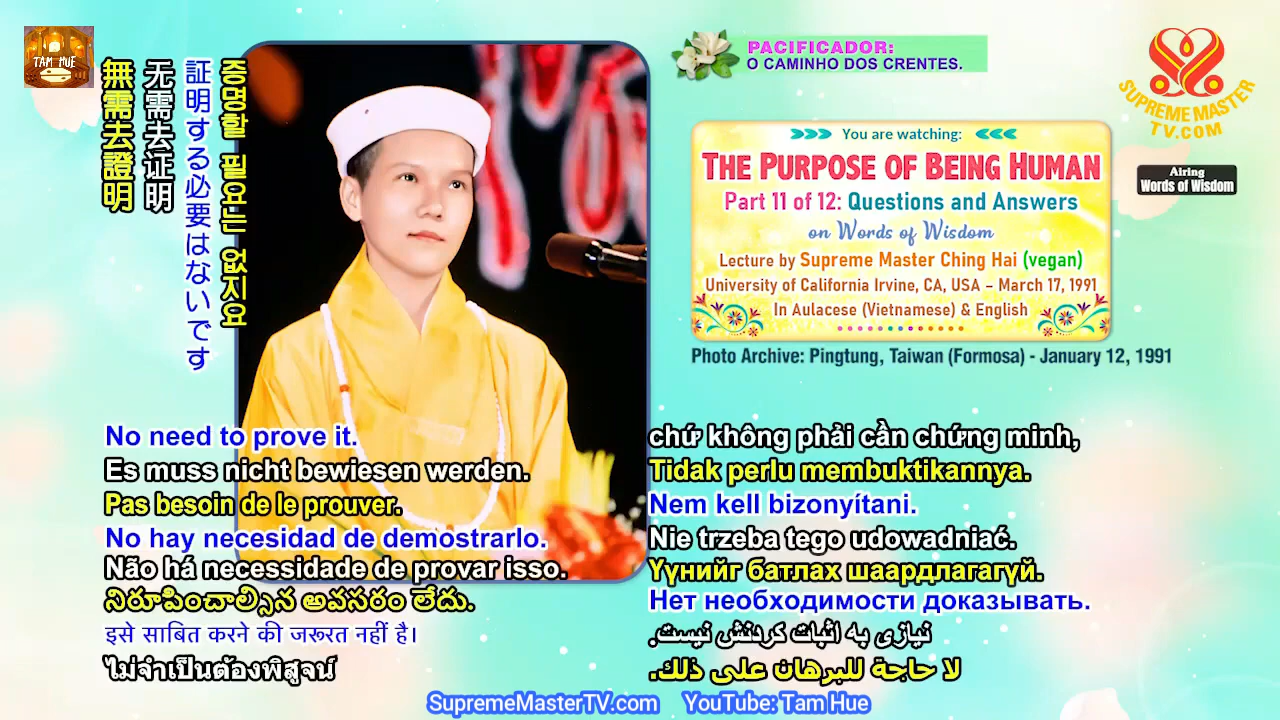 TAM HUE
無需去證明
无需去证明
証明する必要はないです
증명할 필요는 없지요
PACIFICADOR:
O CAMINHO DOS CRENTES.
SUPREME MASTER
TV.COM
You are watching:
THE PURPOSE OF BEING HUMAN
Part 11 of 12: Questions and Answers
on Words of Wisdom
Lecture by Supreme Master Ching Hai (vegan)
University of California Irvine, CA, USA – March 17, 1991
In Aulacese (Vietnamese) & English
Airing
Words of Wisdom
Photo Archive: Pingtung, Taiwan (Formosa) - January 12, 1991
No need to prove it.
Es muss nicht bewiesen werden.
Pas besoin de le prouver.
No hay necesidad de demostrarlo.
Não há necessidade de provar isso.
నిరూపించాల్సిన అవసరం లేదు.
इसे साबित करने की जरूरत नहीं है।
ไม่จำเป็นต้องพิสูจน์
chứ không phải cần chứng minh,
Tidak perlu membuktikannya.
Nem kell bizonyítani.
Nie trzeba tego udowadniać.
Үүнийг батлах шаардлагагүй.
Нет необходимости доказывать.
نیازی به اثبات کردنش نیست.
لا حاجة للبرهان على ذلك.
SupremeMasterTV.com YouTube: Tam Hue